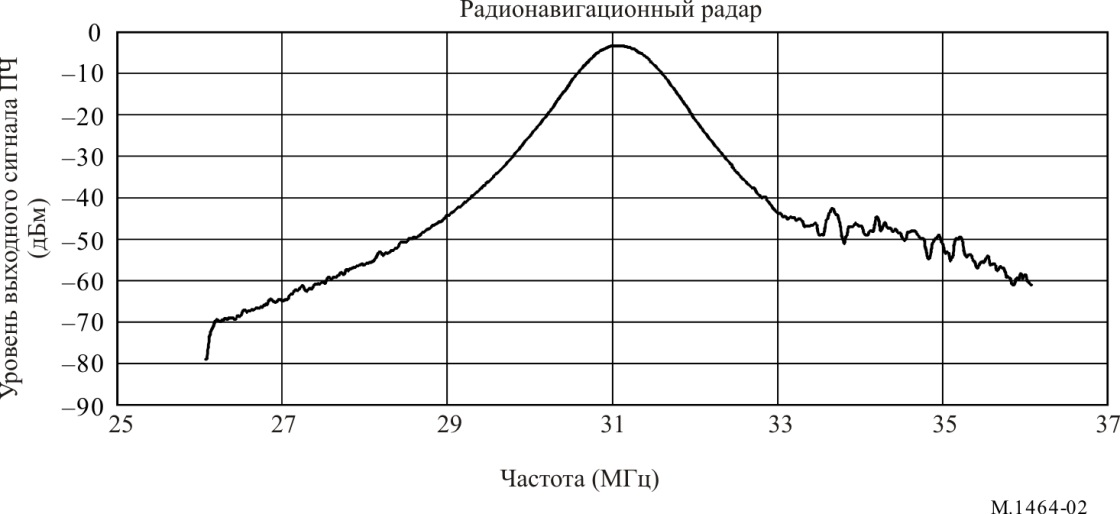 Радионавигационный радар
Уровень выходного сигнала ПЧ
(дБм)
0
–10
–20
–30
–40
–50
–60
–70
–80
–90
25 27 29 31 33 35 37
Частота (МГц)
M.1464-02